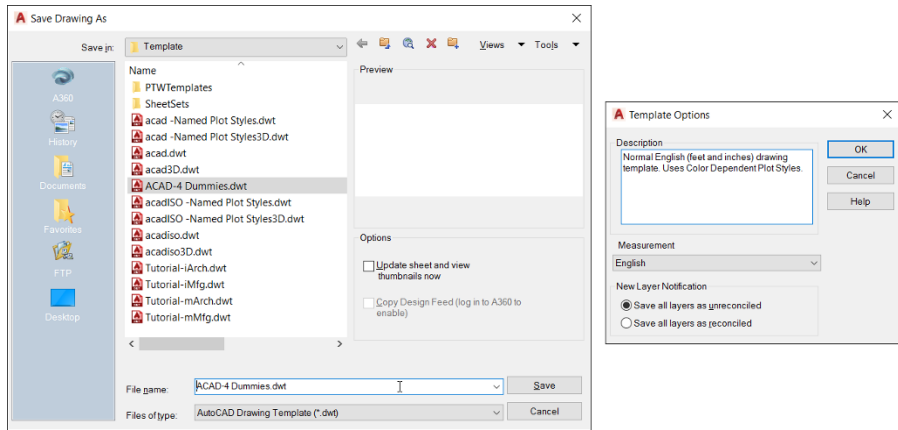 Save Drawing As
Save in:
Template
Views
Tools
A360
History
Documents
Favorites
FTP
Desktop
Name
PTWTemplates
SheetSets
acad -Named Plot Styles.dwt
acad -Named Plot Styles3D.dwt
acad.dwt
acad3D.dwt
ACAD-4 Dummies.dwt
acadISO -Named Plot Styles.dwt
acadISO -Named Plot Styles3D.dwt
acadiso.dwt
acadiso3D.dwt
Tutorial-iArch.dwt
Tutorial-iMfg.dwt
Tutorial-mArch.dwt
Tutorial-mMfg.dwt
Preview
Options
Update sheet and view
thumbnails now
Copy Design Feed (log in to A360 to
enable)
File name:
ACAD-4 Dummies.dwt
Save
Files of type:
AutoCAD Drawing Template (*.dwt)
Cancel
Template Options
Description
Normal English (feet and inches) drawing
template. Uses Color Dependent Plot Styles.
OK
Cancel
Help
Measurement
English
New Layer Notification
Save all layers as unreconciled
Save all layers as reconciled